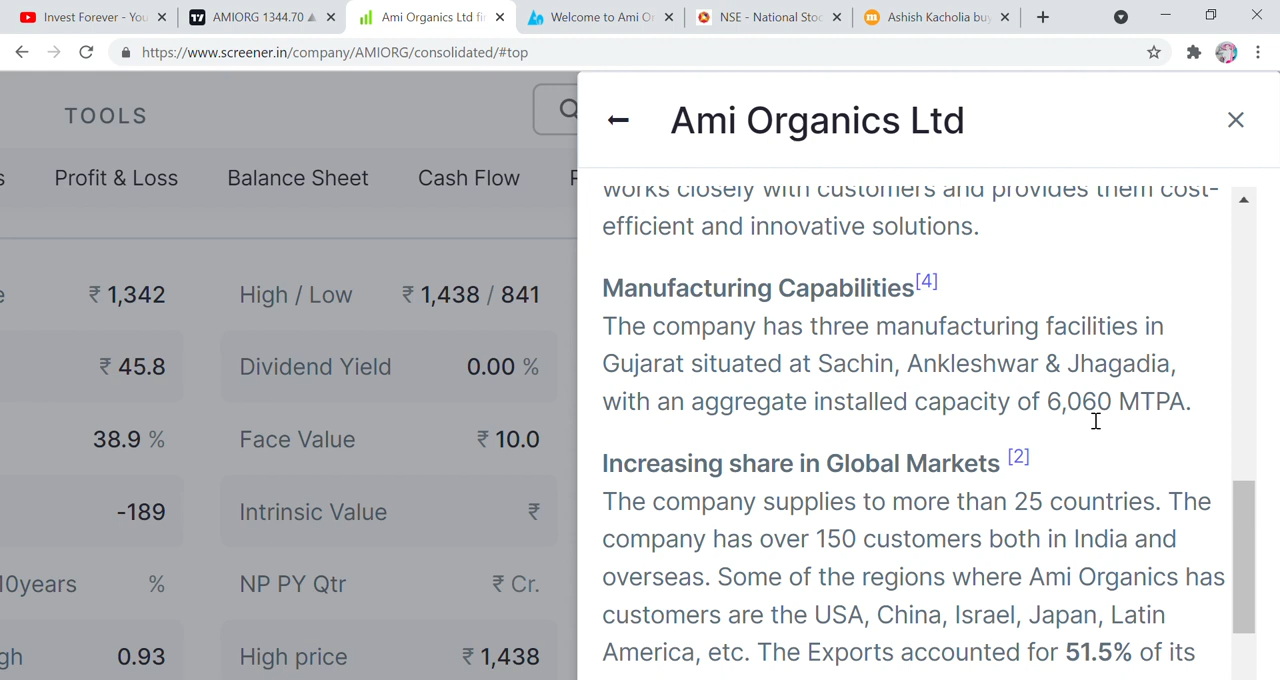 Invest Forever - You
AMIORG 1344.70
Ami Organics Ltd fi
Welcome to Ami O
NSE - National Stoc
Ashish Kacholia bu
https://www.screener.in/company/AMIORG/consolidated/#top
TOOLS
Ami Organics Ltd
s Profit & Loss Balance Sheet Cash Flow
works closely with customers and provides them cost-
efficient and innovative solutions.
Manufacturing Capabilities[4]
The company has three manufacturing facilities in
Gujarat situated at Sachin, Ankleshwar & Jhagadia,
with an aggregate installed capacity of 6,060 MTPA.
Increasing share in Global Markets [2]
The company supplies to more than 25 countries. The
company has over 150 customers both in India and
overseas. Some of the regions where Ami Organics has
customers are the USA, China, Israel, Japan, Latin
America, etc. The Exports accounted for 51.5% of its
e ₹ 1,342 High / Low ₹ 1,438 / 841
₹ 45.8 Dividend Yield 0.00 %
38.9 % Face Value ₹ 10.0
-189 Intrinsic Value ₹
10years % NP PY Qtr ₹ Cr.
gh 0.93 High price ₹ 1,438